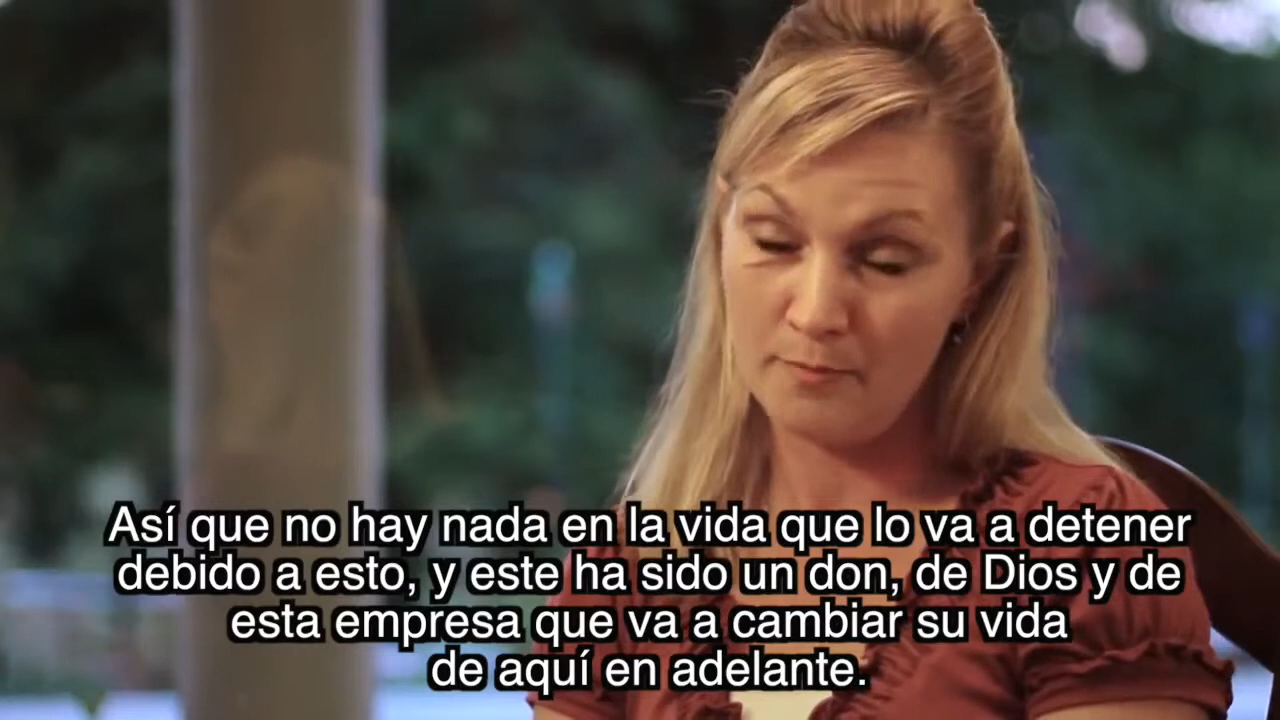 Así que no hay nada en la vida que lo va a detener
debido a esto, y este ha sido un don, de Dios y de
esta empresa que va a cambiar su vida
de aquí en adelante.